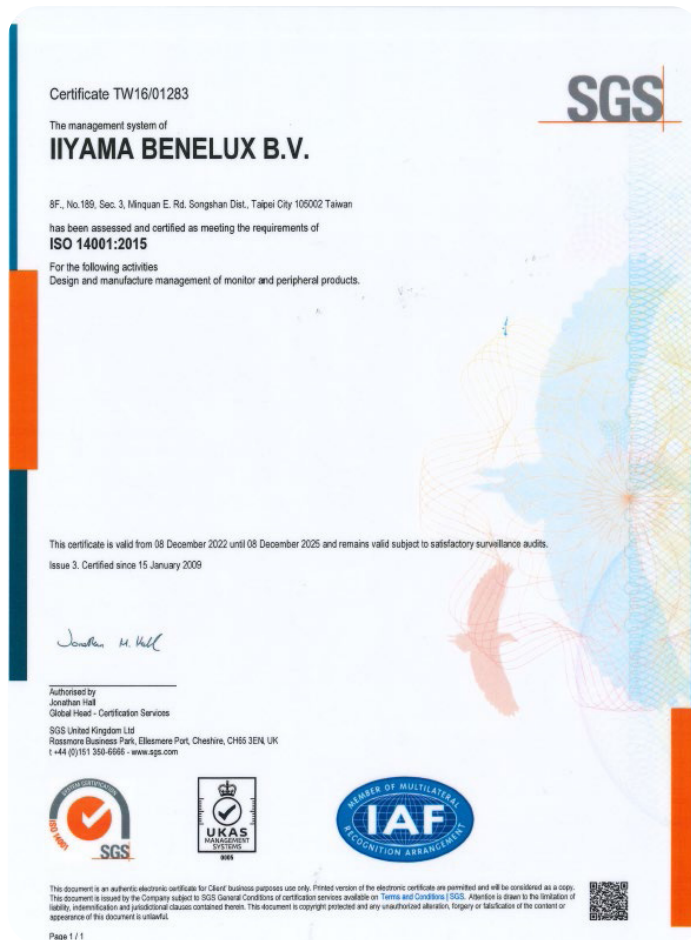 SGS
Certificate TW16/01283
The management system of
IIYAMA BENELUX B.V.
8F., No.189, Sec. 3, Minquan E. Rd. Songshan Dist., Taipei City 105002 Taiwan
has been assessed and certified as meeting the requirements of
ISO 14001:2015
For the following activities
Design and manufacture management of monitor and peripheral products.
This certificate is valid from 08 December 2022 until 08 December 2025 and remains valid subject to satisfactory surveillance audits.
Issue 3. Certified since 15 January 2009
Jonathan M. Hall
Authorised by
Jonathan Hall
Global Head - Certification Services
SGS United Kingdom Ltd
Rossmore Business Park, Ellesmere Port, Cheshire, CH65 3EN, UK
t +44 (0)151 350-6666 - www.sgs.com
SYSTEM CERTIFICATION
ISO 14001
SGS
UKAS
MANAGEMENT
SYSTEMS
0005
MEMBER OF MULTILATERAL
IAF
RECOGNITION ARRANGEMENT
This document is an authentic electronic certificate for Client' business purposes use only. Printed version of the electronic certificate are permitted and will be considered as a copy.
This document is issued by the Company subject to SGS General Conditions of certification services available on Terms and Conditions | SGS. Attention is drawn to the limitation of
liability, indemnification and jurisdictional clauses contained therein. This document is copyright protected and any unauthorized alteration, forgery or falsification of the content or
appearance of this document is unlawful.
Page 1 / 1